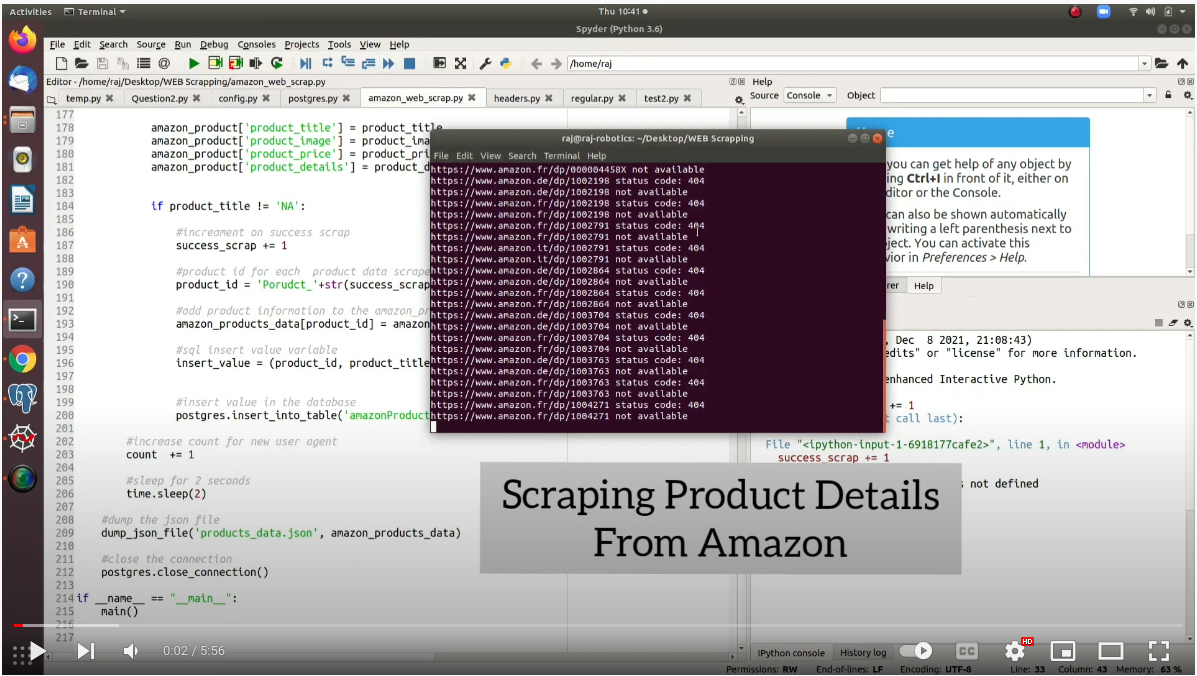 Activities Terminal Thu 10:41
Spyder (Python 3.6)
File Edit Search Source Run Debug Consoles Projects Tools View Help
/home/raj
Editor - /home/raj/Desktop/WEB Scrapping/amazon_web_scrap.py
Help
temp.py Question2.py config.py postgres.py amazon_web_scrap.py headers.py regular.py test2.py
Source Console Object
177
178 amazon_product['product_title'] = product_title
179 amazon_product['product_image'] = product_ima
180 amazon_product['product_price'] = product_pri
181 amazon_product['product_details'] = product_d
182
183
184 if product_title != 'NA':
185
186 #increament on success scrap
187 success_scrap += 1
188
189 #product id for each  product data scrape
190 product_id = 'Porudct_'+str(success_scrap
191
192 #add product information to the amazon_pr
193 amazon_products_data[product_id] = amazon
194
195 #sql insert value variable
196 insert_value = (product_id, product_title
197
198
199 #insert value in the database
200 postgres.insert_into_table('amazonProduct
201
202 #increase count for new user agent
203 count  += 1
204
205 #sleep for 2 seconds
206 time.sleep(2)
207
208 #dump the json file
209 dump_json_file('products_data.json', amazon_products_data)
210
211 #close the connection
212 postgres.close_connection()
213
214 if __name__ == "__main__":
215 main()
216
217
raj@raj-robotics: ~/Desktop/WEB Scrapping
File Edit View Search Terminal Help
https://www.amazon.fr/dp/000004458X not available
https://www.amazon.de/dp/1002198 status code: 404
https://www.amazon.de/dp/1002198 not available
https://www.amazon.fr/dp/1002198 status code: 404
https://www.amazon.fr/dp/1002198 not available
https://www.amazon.fr/dp/1002791 status code: 404
https://www.amazon.fr/dp/1002791 not available
https://www.amazon.it/dp/1002791 status code: 404
https://www.amazon.it/dp/1002791 not available
https://www.amazon.de/dp/1002864 status code: 404
https://www.amazon.de/dp/1002864 not available
https://www.amazon.fr/dp/1002864 status code: 404
https://www.amazon.fr/dp/1002864 not available
https://www.amazon.de/dp/1003704 status code: 404
https://www.amazon.de/dp/1003704 not available
https://www.amazon.fr/dp/1003704 status code: 404
https://www.amazon.fr/dp/1003704 not available
https://www.amazon.de/dp/1003763 status code: 404
https://www.amazon.de/dp/1003763 not available
https://www.amazon.fr/dp/1003763 status code: 404
https://www.amazon.fr/dp/1003763 not available
https://www.amazon.fr/dp/1004271 status code: 404
https://www.amazon.fr/dp/1004271 not available
you can get help of any object by
ing Ctrl+I in front of it, either on
ditor or the Console.
can also be shown automatically
writing a left parenthesis next to
ject. You can activate this
vior in Preferences > Help.
rer Help
, Dec  8 2021, 21:08:43)
edits" or "license" for more information.
enhanced Interactive Python.
+= 1
t call last):
File "<ipython-input-1-6918177cafe2>", line 1, in <module>
success_scrap += 1
s not defined
Scraping Product Details
From Amazon
IPython console History log
Permissions: RW End-of-lines: LF Encoding: UTF-8 Line: 33 Column: 43 Memory: 63 %
0:02 / 5:56
CC HD